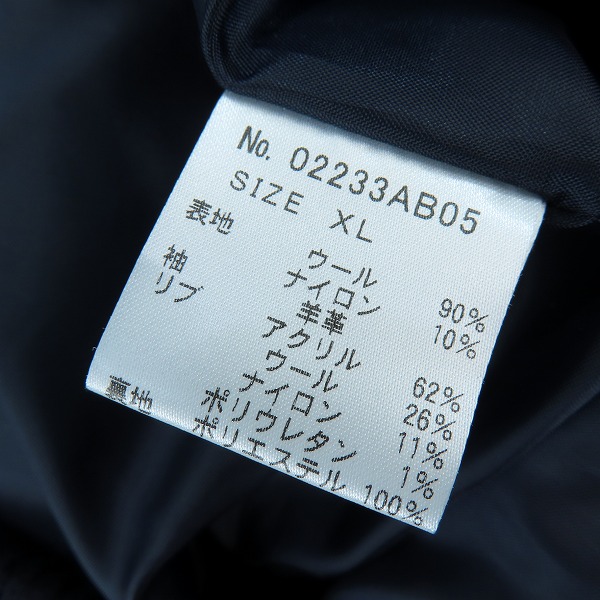 No. 02233AB05
SIZE XL
表地 ウール 90%
ナイロン 10%
袖 羊革
リブ アクリル 62%
ウール 26%
ナイロン 11%
ポリウレタン 1%
裏地 ポリエステル 100%